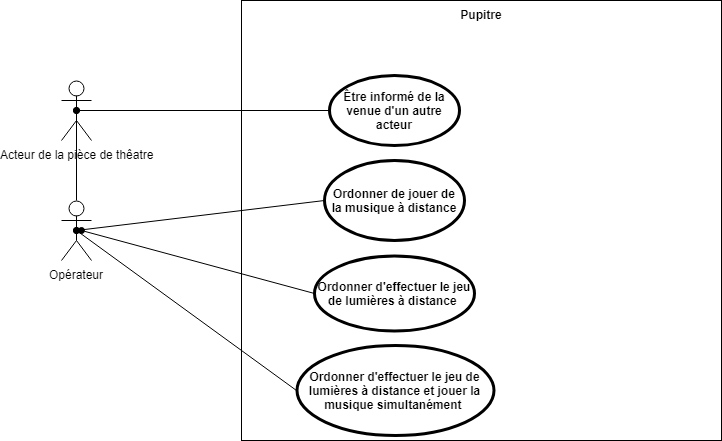 Pupitre
Être informé de la
venue d'un autre
acteur
Acteur de la pièce de thêatre
Ordonner de jouer de
la musique à distance
Opérateur
Ordonner d'effectuer le jeu
de lumières à distance
Ordonner d'effectuer le jeu de
lumières à distance et jouer la
musique simultanément